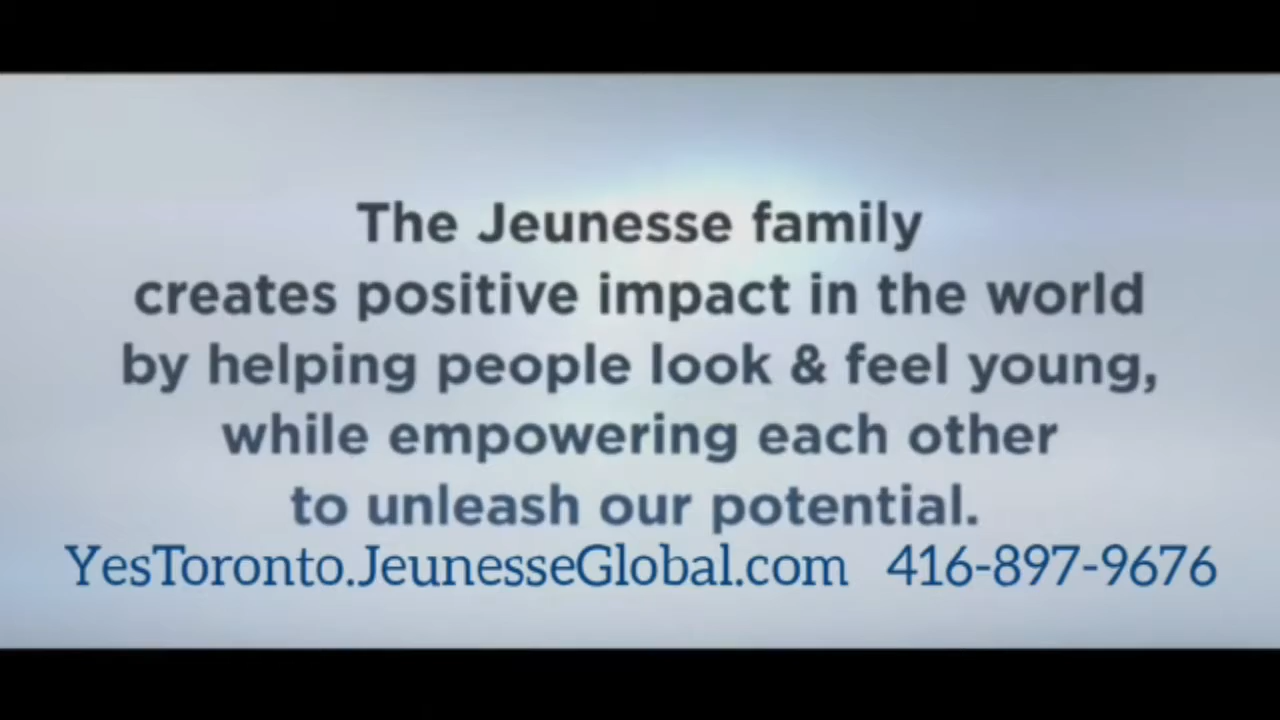 The Jeunesse family
creates positive impact in the world
by helping people look & feel young,
while empowering each other
to unleash our potential.
YesToronto.JeunesseGlobal.com 416-897-9676